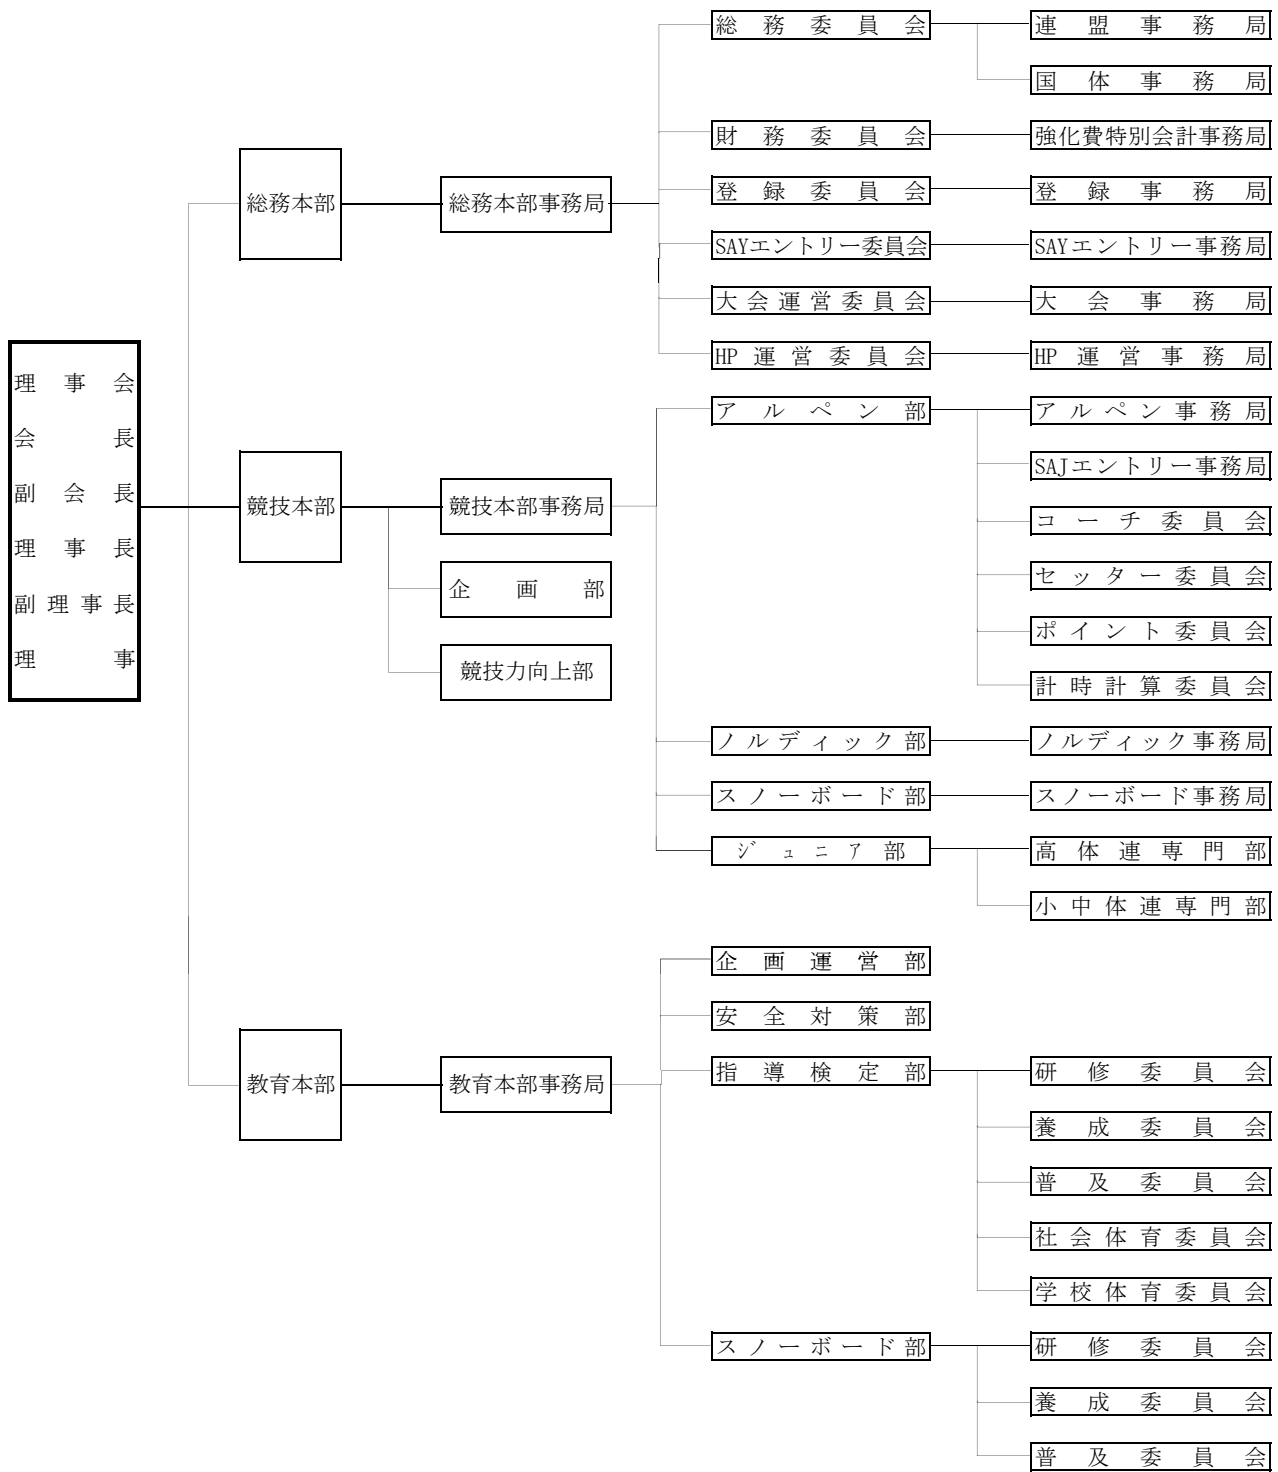 総務委員会
連盟事務局
国体事務局
財務委員会
強化費特別会計事務局
総務本部
総務本部事務局
登録委員会
登録事務局
SAYエントリー委員会
SAYエントリー事務局
大会運営委員会
大会事務局
HP運営委員会
HP運営事務局
理事会
会長
副会長
理事長
副理事長
理事
競技本部
競技本部事務局
企画部
競技力向上部
アルペン部
アルペン事務局
SAJエントリー事務局
コーチ委員会
セッター委員会
ポイント委員会
計時計算委員会
ノルディック部
ノルディック事務局
スノーボード部
スノーボード事務局
ジュニア部
高体連専門部
小中体連専門部
教育本部
教育本部事務局
企画運営部
安全対策部
指導検定部
研修委員会
養成委員会
普及委員会
社会体育委員会
学校体育委員会
スノーボード部
研修委員会
養成委員会
普及委員会